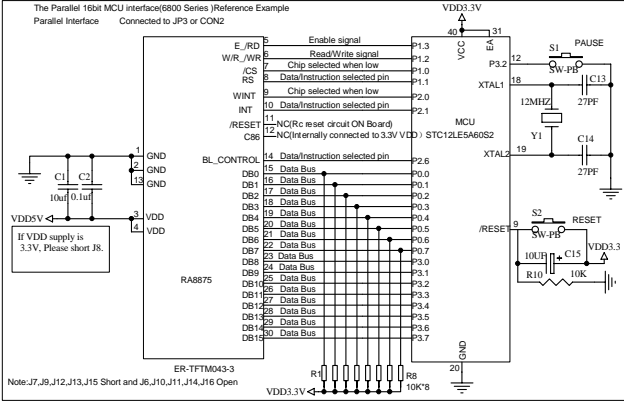 The Parallel 16bit MCU interface(6800 Series )Reference Example
Parallel Interface Connected to JP3 or CON2
VDD3.3V
40 31
VCC
EA
E_/RD 5 Enable signal P1.3
W/R_/WR 6 Read/Write signal P1.2
/CS 7 Chip selected when low P1.0
RS 8 Data/Instruction selected pin P1.1
WINT 9 Chip selected when low P2.0
INT 10 Data/Instruction selected pin P2.1
/RESET 11 NC(Rc reset circuit ON Board)
C86 12 NC(Internally connected to 3.3V VDD) STC12LE5A60S2
MCU
BL_CONTROL 14 Data/Instruction selected pin P2.6
DB0 15 Data Bus P0.0
DB1 16 Data Bus P0.1
DB2 17 Data Bus P0.2
DB3 18 Data Bus P0.3
DB4 19 Data Bus P0.4
DB5 20 Data Bus P0.5
DB6 21 Data Bus P0.6
DB7 22 Data Bus P0.7
DB8 23 Data Bus P3.0
DB9 24 Data Bus P3.1
DB10 25 Data Bus P3.2
DB11 26 Data Bus P3.3
DB12 27 Data Bus P3.4
DB13 28 Data Bus P3.5
DB14 29 Data Bus P3.6
DB15 30 Data Bus P3.7
1 GND
2 GND
13 GND
C1 C2
10uf 0.1uf
VDD5V
3 VDD
4 VDD
If VDD supply is
3.3V, Please short J8.
RA8875
ER-TFTM043-3
Note:J7,J9,J12,J13,J15 Short and J6,J10,J11,J14,J16 Open
R1 R8
10K*8
VDD3.3V
GND
20
P3.2 12 S1 PAUSE
SW-PB
XTAL1 18 C13
27PF
12MHZ
Y1
XTAL2 19 C14
27PF
/RESET 9 S2 RESET
SW-PB
VDD3.3
10UF + C15
R10 10K